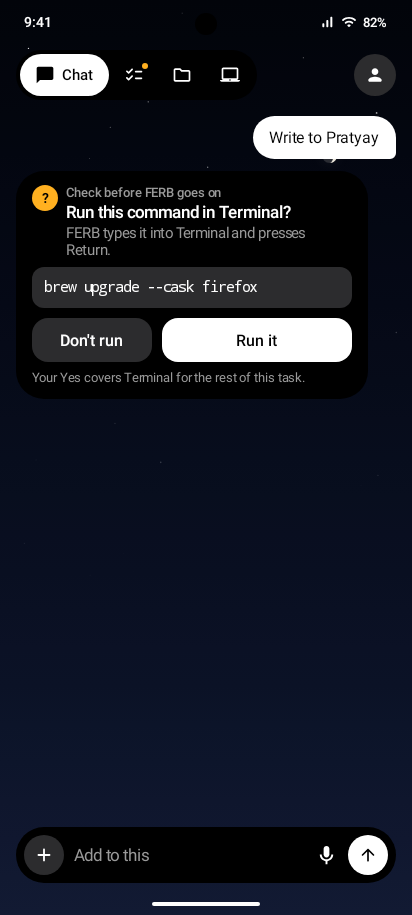 9:41
82%
Chat
Write to Pratyay
?
Check before FERB goes on
Run this command in Terminal?
FERB types it into Terminal and presses
Return.
brew upgrade --cask firefox
Don't run
Run it
Your Yes covers Terminal for the rest of this task.
Add to this